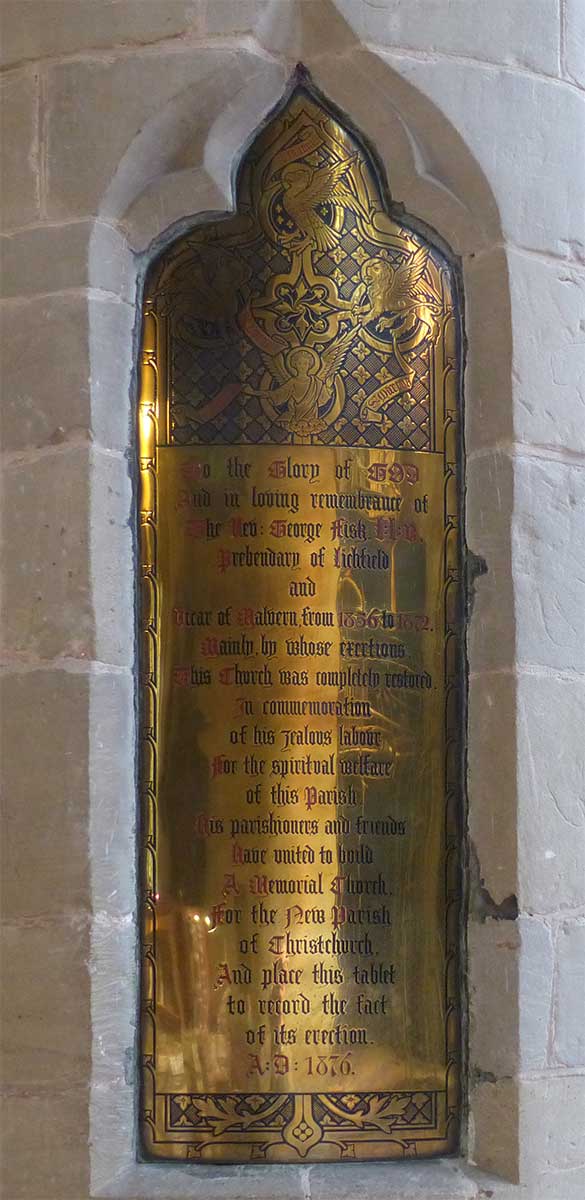 To the Glory of GOD
And in loving remembrance of
The Rev: George Fisk, LL:B.
Prebendary of Lichfield
and
Vicar of Malvern, from 1856 to 1872.
Mainly, by whose exertions
This Church, was completely restored.
In commemoration
of his zealous labour
For the spiritual welfare
of this Parish.
His parishioners and friends
Have united to build
A Memorial Church,
For the New Parish
of Christchurch,
And place this tablet
to record the fact
of its erection.
A:D: 1876.